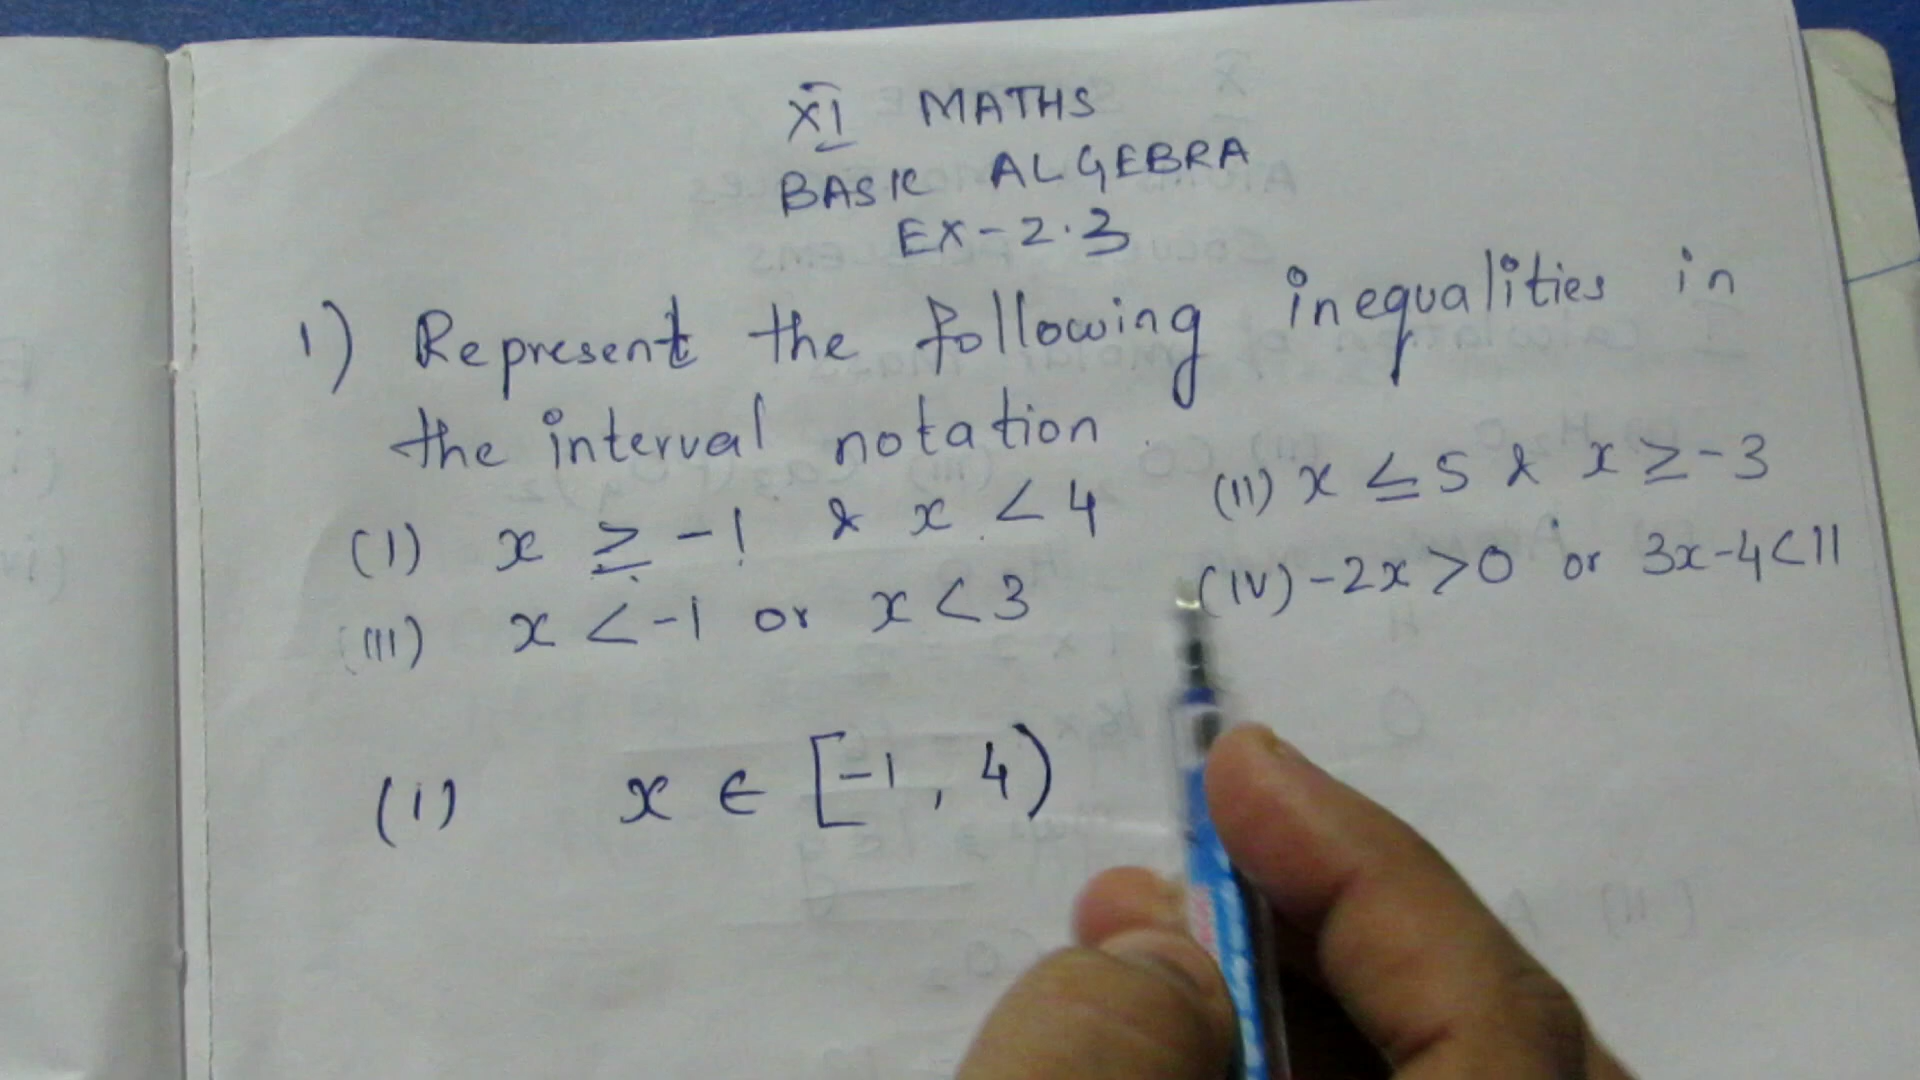 XI MATHS
BASIC ALGEBRA
EX-2.3
1) Represent the following inequalities in
the interval notation
(I) x ≥ -1 & x < 4 (II) x ≤ 5 & x ≥ -3
(III) x < -1 or x < 3 (IV) -2x > 0 or 3x-4 < 11
(i) x ∈ [-1, 4)